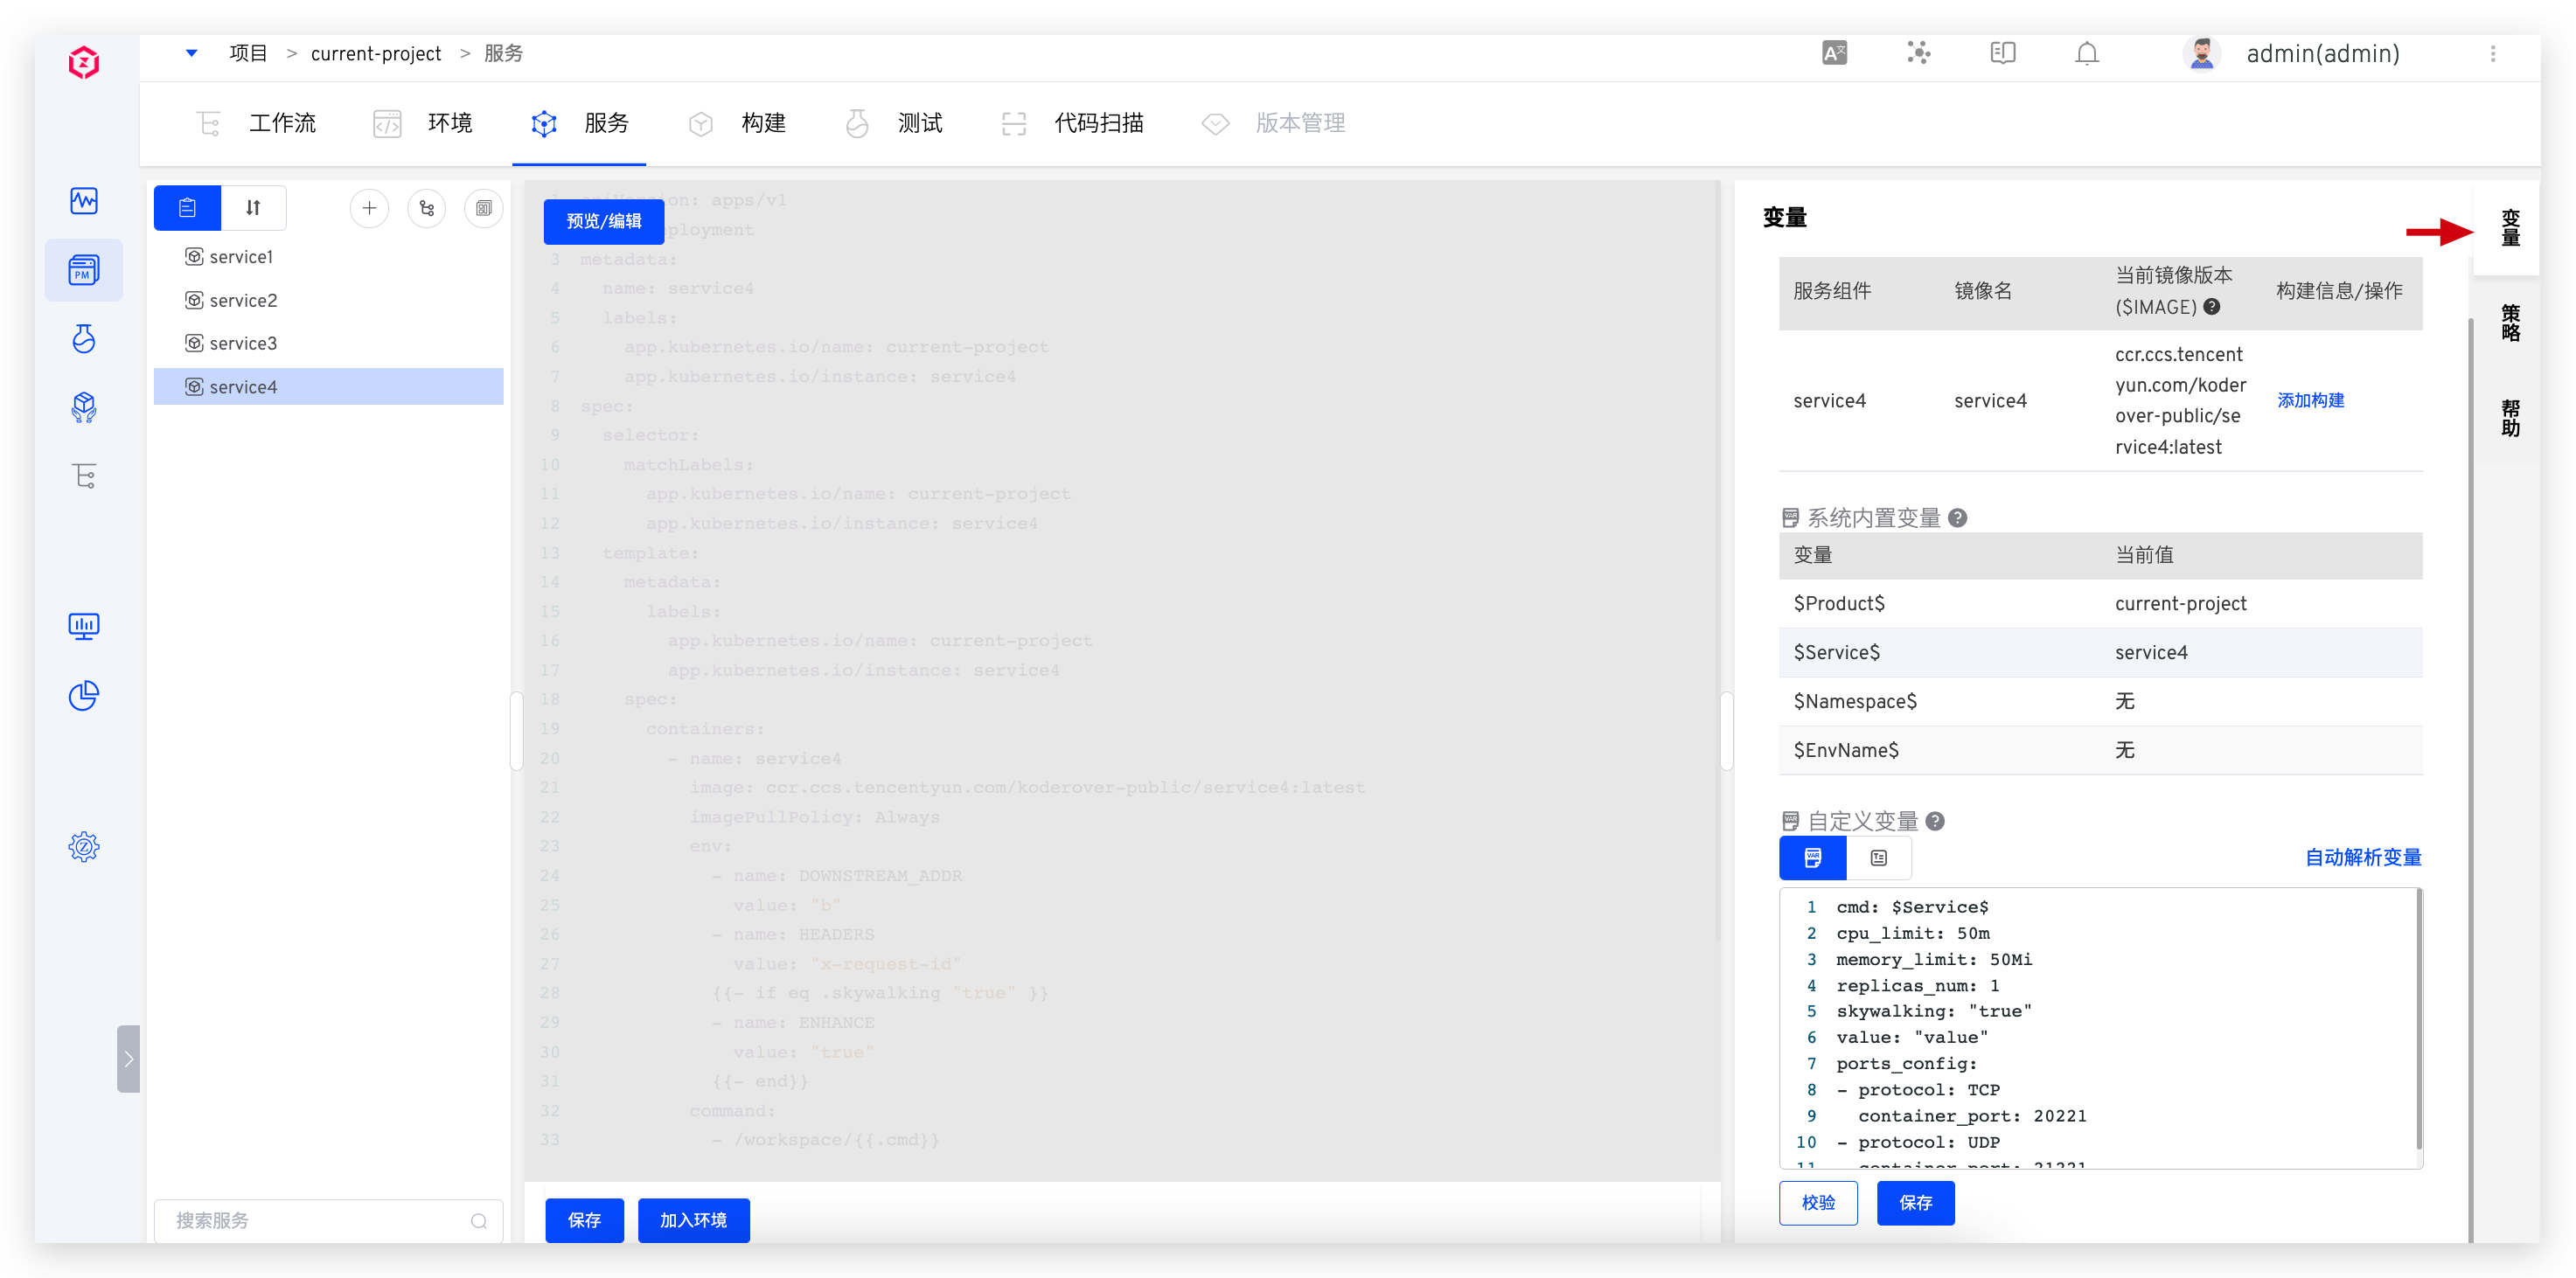 项目 > current-project > 服务
admin(admin)
工作流 环境 服务 构建 测试 代码扫描 版本管理
service1
service2
service3
service4
搜索服务
预览/编辑
apiVersion: apps/v1
ployment
3 metadata:
4 name: service4
5 labels:
6 app.kubernetes.io/name: current-project
7 app.kubernetes.io/instance: service4
8 spec:
9 selector:
10 matchLabels:
11 app.kubernetes.io/name: current-project
12 app.kubernetes.io/instance: service4
13 template:
14 metadata:
15 labels:
16 app.kubernetes.io/name: current-project
17 app.kubernetes.io/instance: service4
18 spec:
19 containers:
20 - name: service4
21 image: ccr.ccs.tencentyun.com/koderover-public/service4:latest
22 imagePullPolicy: Always
23 env:
24 - name: DOWNSTREAM_ADDR
25 value: "b"
26 - name: HEADERS
27 value: "x-request-id"
28 {{- if eq .skywalking "true" }}
29 - name: ENHANCE
30 value: "true"
31 {{- end}}
32 command:
33 - /workspace/{{.cmd}}
保存 加入环境
变量
服务组件 镜像名 当前镜像版本 构建信息/操作
($IMAGE)
service4 service4 ccr.ccs.tencent 添加构建
yun.com/koder
over-public/se
rvice4:latest
系统内置变量
变量 当前值
$Product$ current-project
$Service$ service4
$Namespace$ 无
$EnvName$ 无
自定义变量
自动解析变量
1 cmd: $Service$
2 cpu_limit: 50m
3 memory_limit: 50Mi
4 replicas_num: 1
5 skywalking: "true"
6 value: "value"
7 ports_config:
8 - protocol: TCP
9 container_port: 20221
10 - protocol: UDP
11 container_port: 21221
校验 保存
变量
策略
帮助